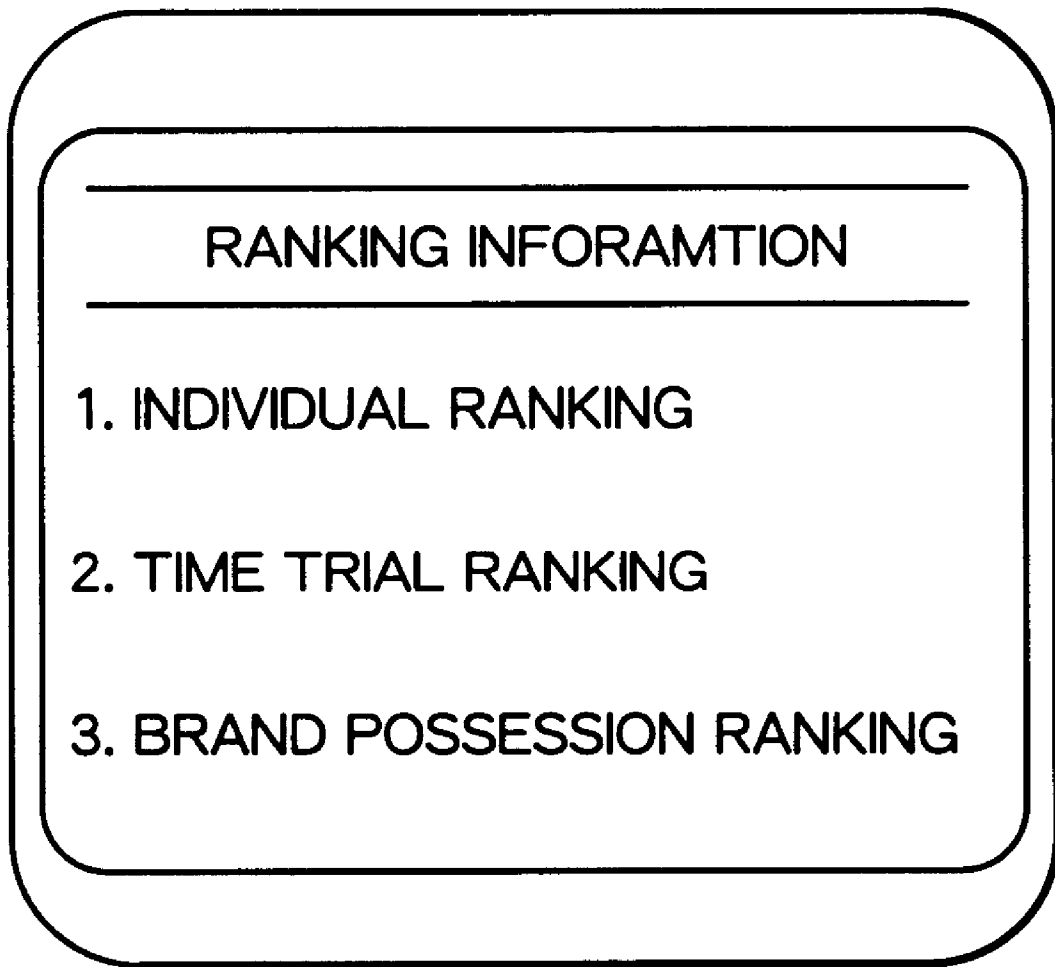 RANKING INFORAMTION
1. INDIVIDUAL RANKING
2. TIME TRIAL RANKING
3. BRAND POSSESSION RANKING